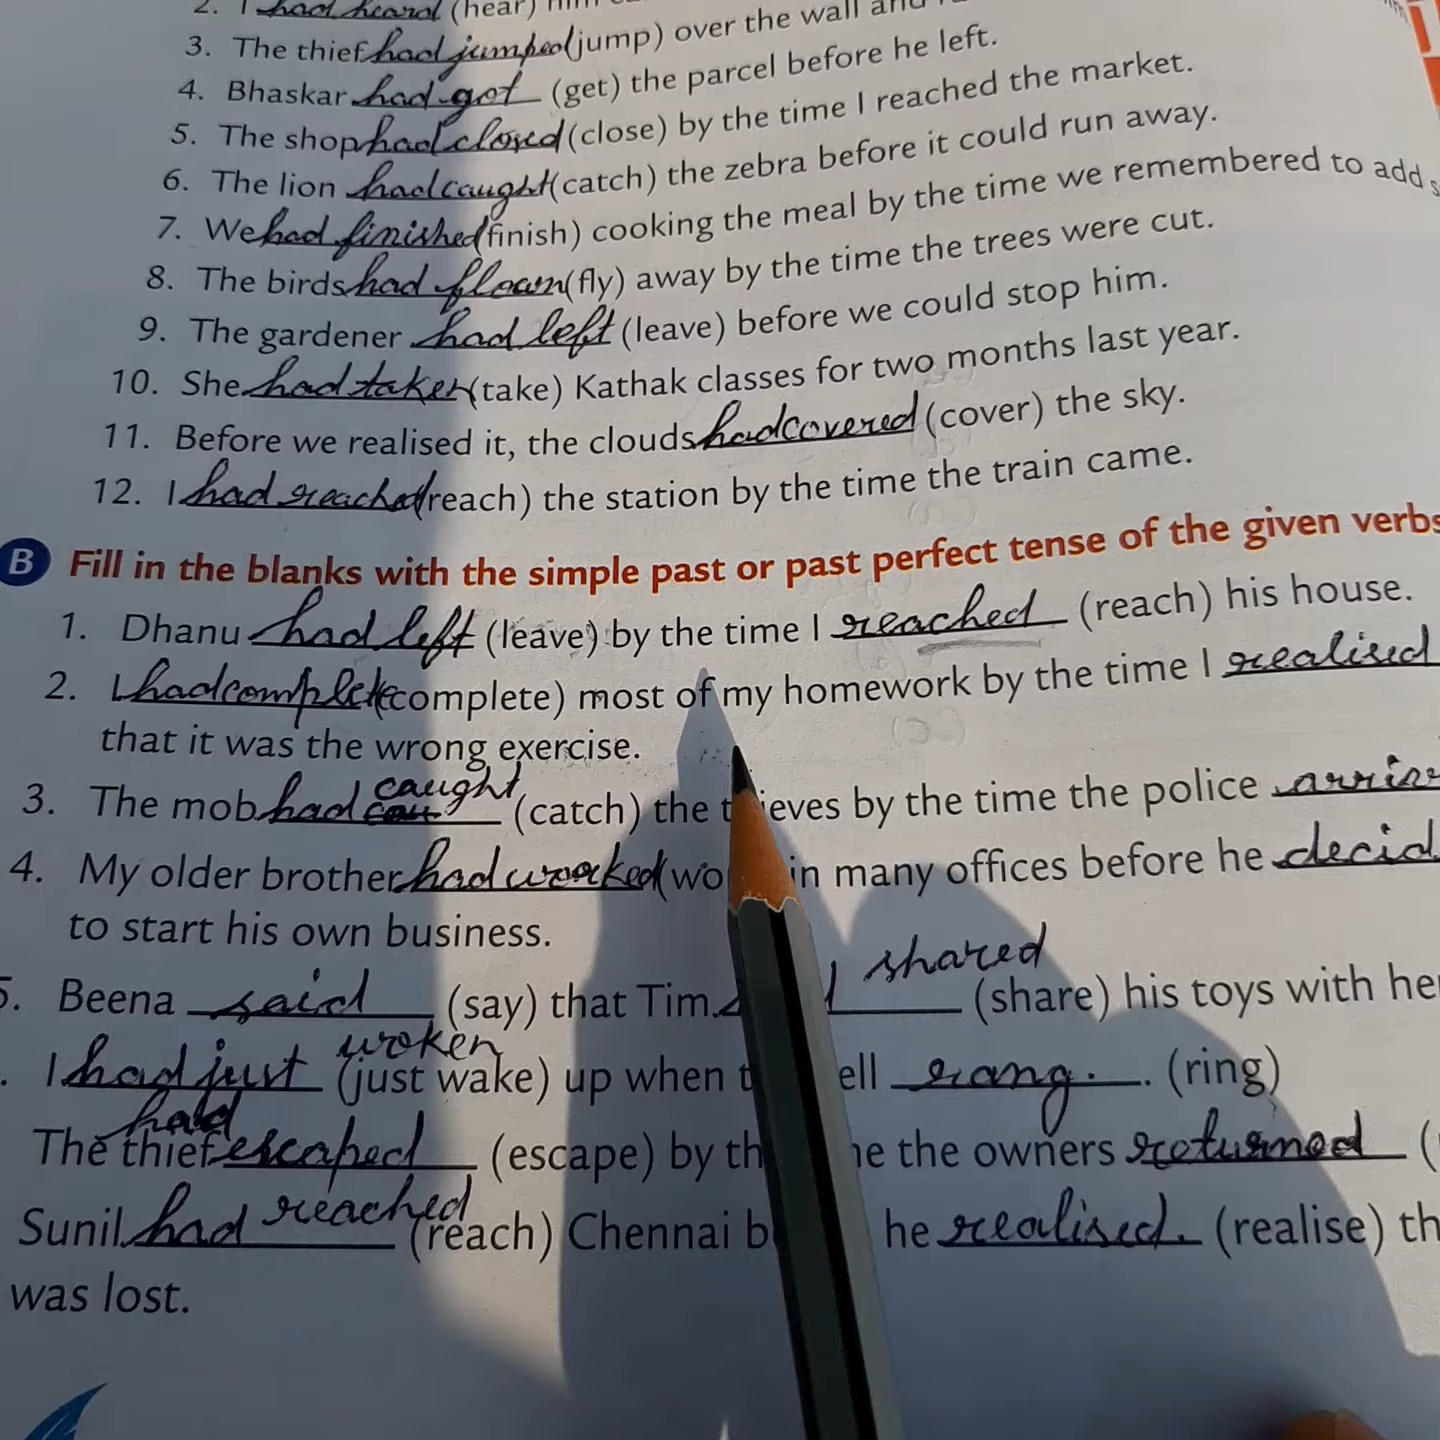 2. I had heard (hear)
3. The thief had jumped (jump) over the wall and
4. Bhaskar had got (get) the parcel before he left.
5. The shop had closed (close) by the time I reached the market.
6. The lion had caught (catch) the zebra before it could run away.
7. We had finished (finish) cooking the meal by the time we remembered to add
8. The birds had flown (fly) away by the time the trees were cut.
9. The gardener had left (leave) before we could stop him.
10. She had taken (take) Kathak classes for two months last year.
11. Before we realised it, the clouds had covered (cover) the sky.
12. I had reached (reach) the station by the time the train came.
B Fill in the blanks with the simple past or past perfect tense of the given verbs
1. Dhanu had left (leave) by the time I reached (reach) his house.
2. I had complete (complete) most of my homework by the time I realised
that it was the wrong exercise.
caught
3. The mob had (catch) the thieves by the time the police
4. My older brother had worked in many offices before he decid
to start his own business.
shared
5. Beena said (say) that Tim (share) his toys with her
woken
I had just (just wake) up when rang. (ring)
had
The thief escaped (escape) by the owners returned (
had reached
Sunil (reach) Chennai he realised. (realise)
was lost.